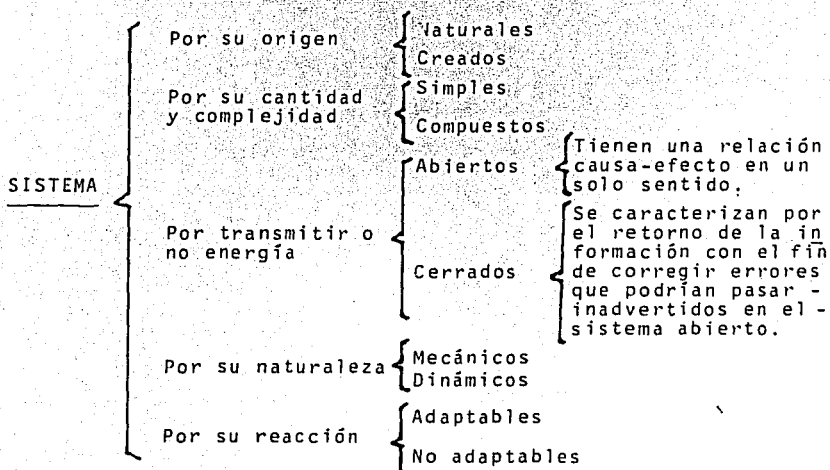 SISTEMA
Por su origen
Naturales
Creados
Por su cantidad
y complejidad
Simples
Compuestos
Por transmitir o
no energía
Abiertos
Tienen una relación
causa-efecto en un
solo sentido.
Cerrados
Se caracterizan por
el retorno de la in
formación con el fin
de corregir errores
que podrían pasar -
inadvertidos en el -
sistema abierto.
Por su naturaleza
Mecánicos
Dinámicos
Por su reacción
Adaptables
No adaptables